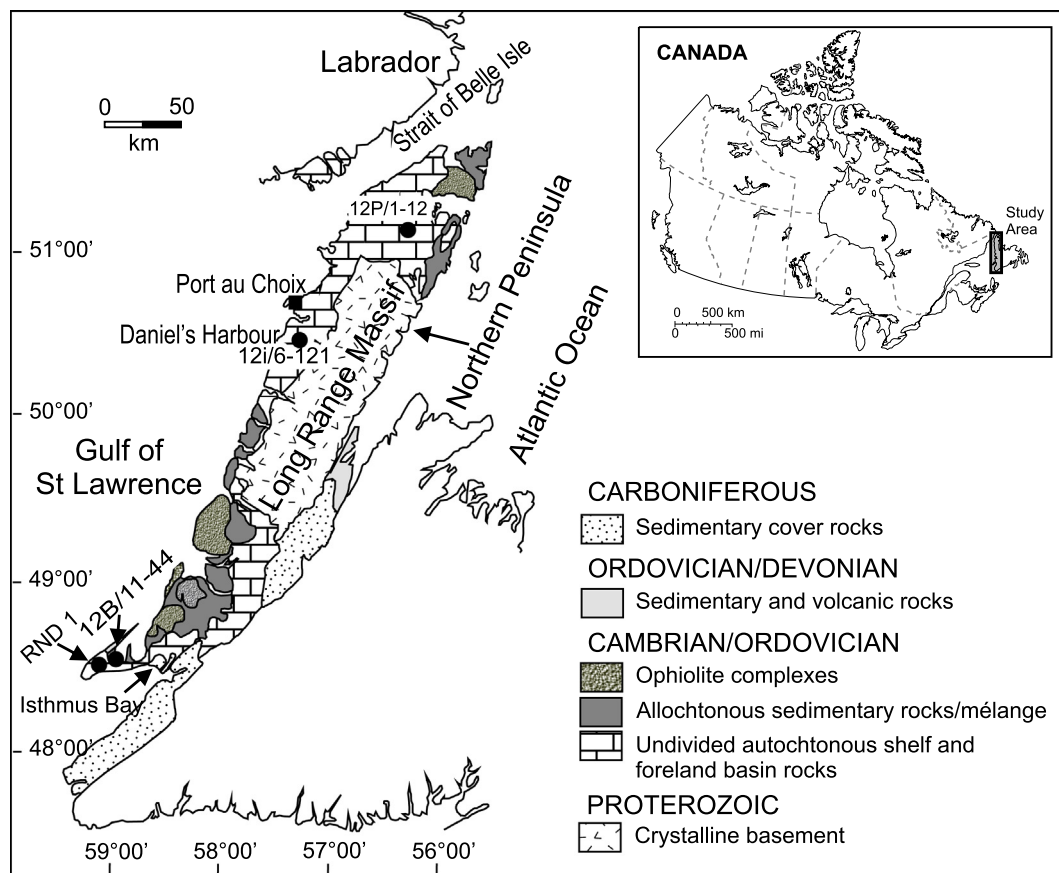 Labrador
Strait of Belle Isle
0 50
km
12P/1-12
51°00'
Port au Choix
Daniel's Harbour
12i/6-121
Long Range Massif
Northern Peninsula
Atlantic Ocean
50°00'
Gulf of
St Lawrence
49°00'
RND 1
12B/11-44
Isthmus Bay
48°00'
59°00' 58°00' 57°00' 56°00'
CANADA
Study
Area
0 500 km
0 500 mi
CARBONIFEROUS
Sedimentary cover rocks
ORDOVICIAN/DEVONIAN
Sedimentary and volcanic rocks
CAMBRIAN/ORDOVICIAN
Ophiolite complexes
Allochtonous sedimentary rocks/mélange
Undivided autochtonous shelf and
foreland basin rocks
PROTEROZOIC
Crystalline basement